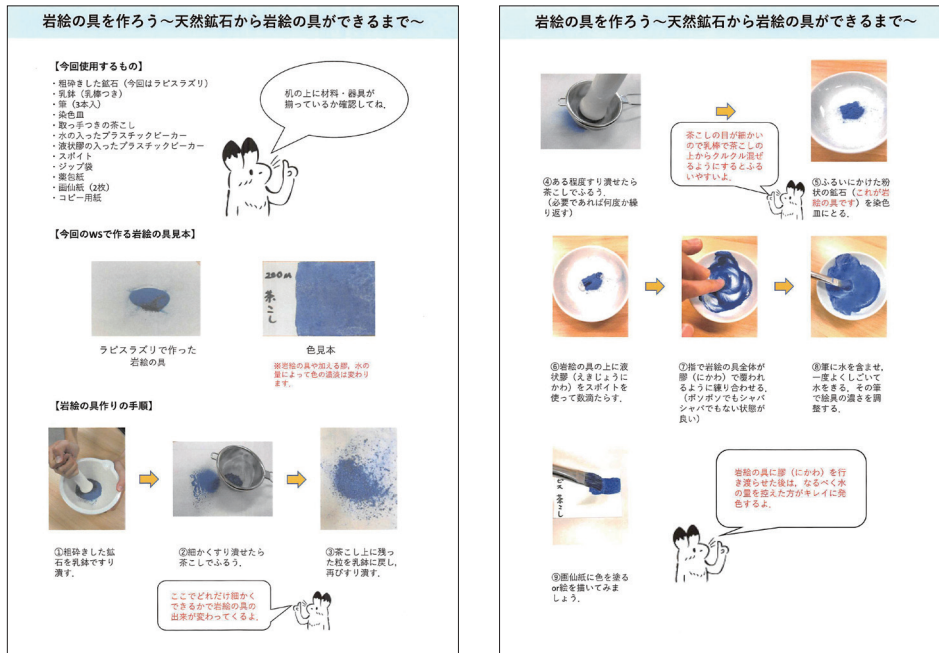 岩絵の具を作ろう～天然鉱石から岩絵の具ができるまで～
【今回使用するもの】
・粗砕きした鉱石（今回はラピスラズリ）
・乳鉢（乳棒つき）
・筆（3本入）
・染色皿
・取っ手つきの茶こし
・水の入ったプラスチックビーカー
・液状膠の入ったプラスチックビーカー
・スポイト
・ジップ袋
・薬包紙
・画仙紙（2枚）
・コピー用紙
机の上に材料・器具が
揃っているか確認してね．
【今回のWSで作る岩絵の具見本】
ラピスラズリで作った
岩絵の具
200m
茶こし
色見本
※岩絵の具や加える膠、水の
量によって色の濃淡は変わり
ます．
【岩絵の具作りの手順】
①粗砕きした鉱
石を乳鉢ですり
潰す．
②細かくすり潰せたら
茶こしでふるう．
③茶こし上に残っ
た粒を乳鉢に戻し，
再びすり潰す．
ここでどれだけ細かく
できるかで岩絵の具の
出来が変わってくるよ．
岩絵の具を作ろう～天然鉱石から岩絵の具ができるまで～
④ある程度すり潰せたら
茶こしでふるう．
（必要であれば何度か繰
り返す）
茶こしの目が細かい
ので乳棒で茶こしの
上からクルクル混ぜ
るようにするとふる
いやすいよ．
⑤ふるいにかけた粉
状の鉱石（これが岩
絵の具です）を染色
皿にとる．
⑥岩絵の具の上に液
状膠（えきじょうに
かわ）をスポイトを
使って数滴たらす．
⑦指で岩絵の具全体が
膠（にかわ）で覆われ
るように練り合わせる．
（ボソボソでもシャバ
シャバでもない状態が
良い）
⑧筆に水を含ませ，
一度よくしごいて
水をきる．その筆
で絵具の濃さを調
整する．
茶こし
⑨画仙紙に色を塗る
or絵を描いてみま
しょう．
岩絵の具に膠（にかわ）を行
き渡らせた後は，なるべく水
の量を控えた方がキレイに発
色するよ．